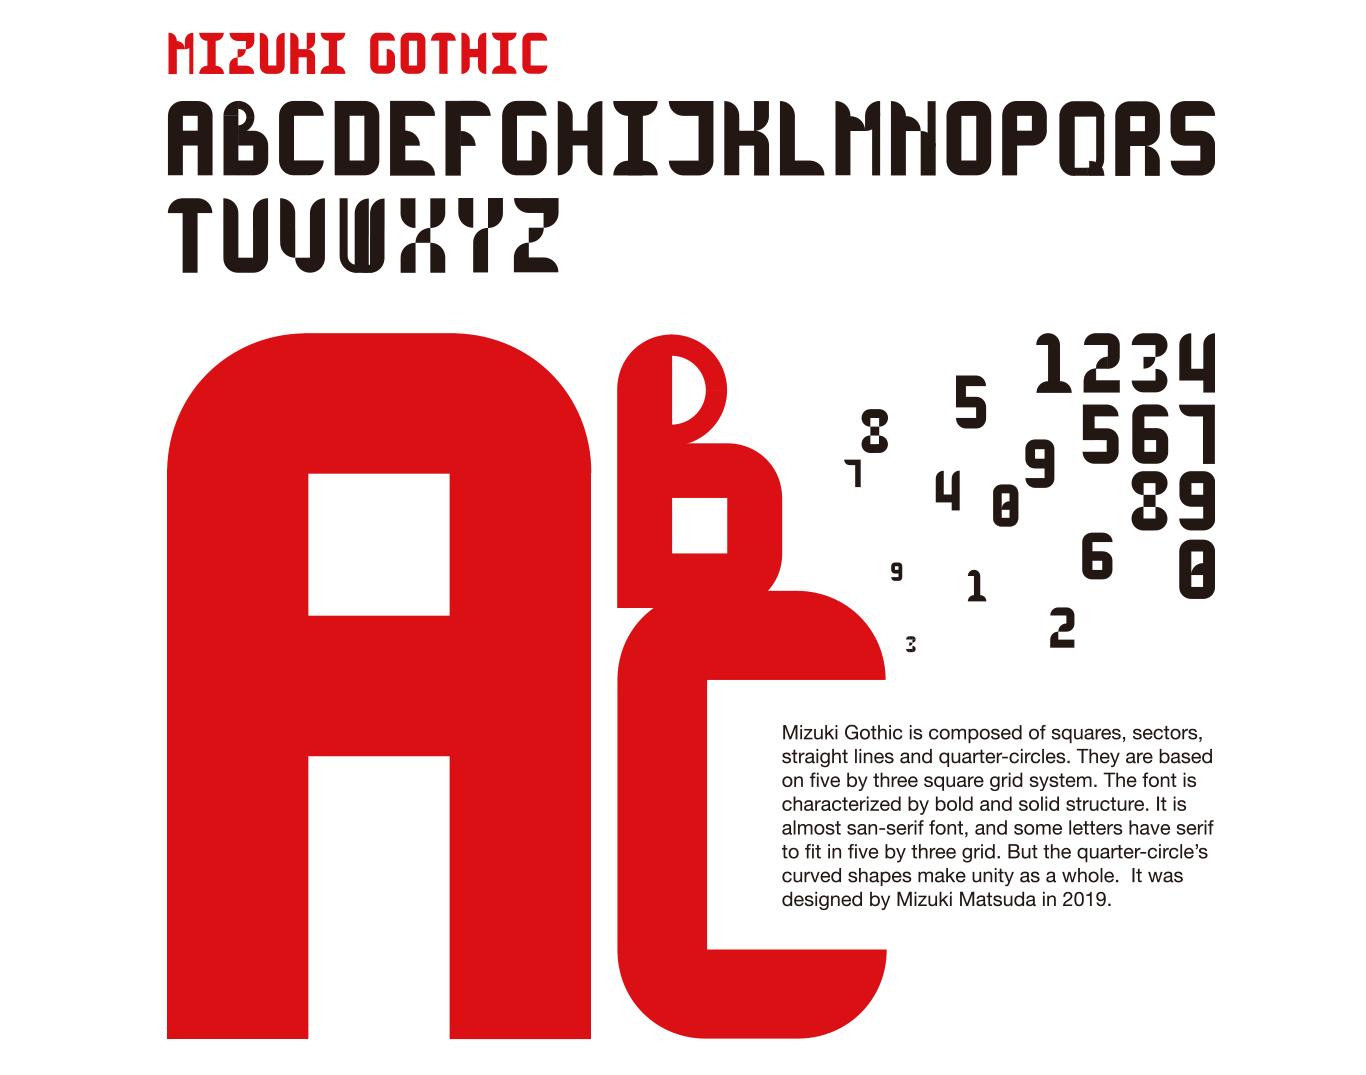 MIZUKI GOTHIC
ABCDEFGHIJKLMNOPQRS
TUVWXYZ
A
B
C
1234
567
89
0
5
8
9
7
4
0
6
9
1
2
3
Mizuki Gothic is composed of squares, sectors,
straight lines and quarter-circles. They are based
on five by three square grid system. The font is
characterized by bold and solid structure. It is
almost san-serif font, and some letters have serif
to fit in five by three grid. But the quarter-circle’s
curved shapes make unity as a whole.  It was
designed by Mizuki Matsuda in 2019.